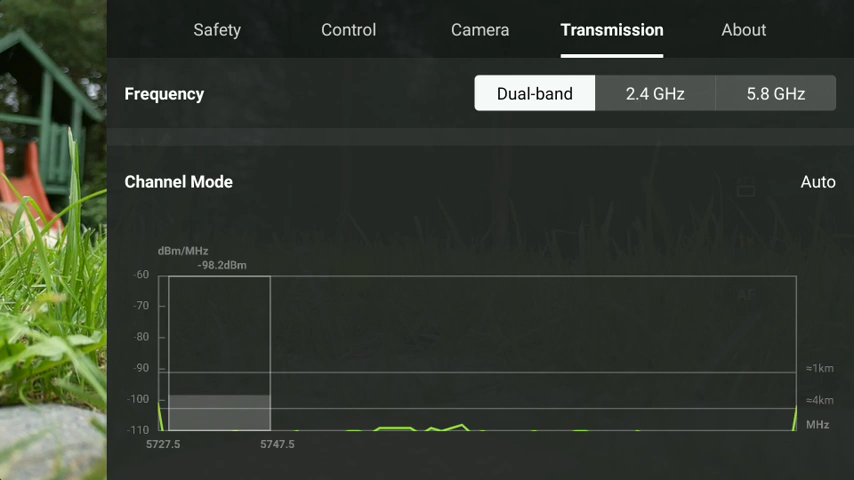 Safety Control Camera Transmission About
Frequency Dual-band 2.4 GHz 5.8 GHz
Channel Mode Auto
dBm/MHz
-98.2dBm
-60
-70
-80
-90
≈1km
-100
≈4km
MHz
-110
5727.5 5747.5
AF